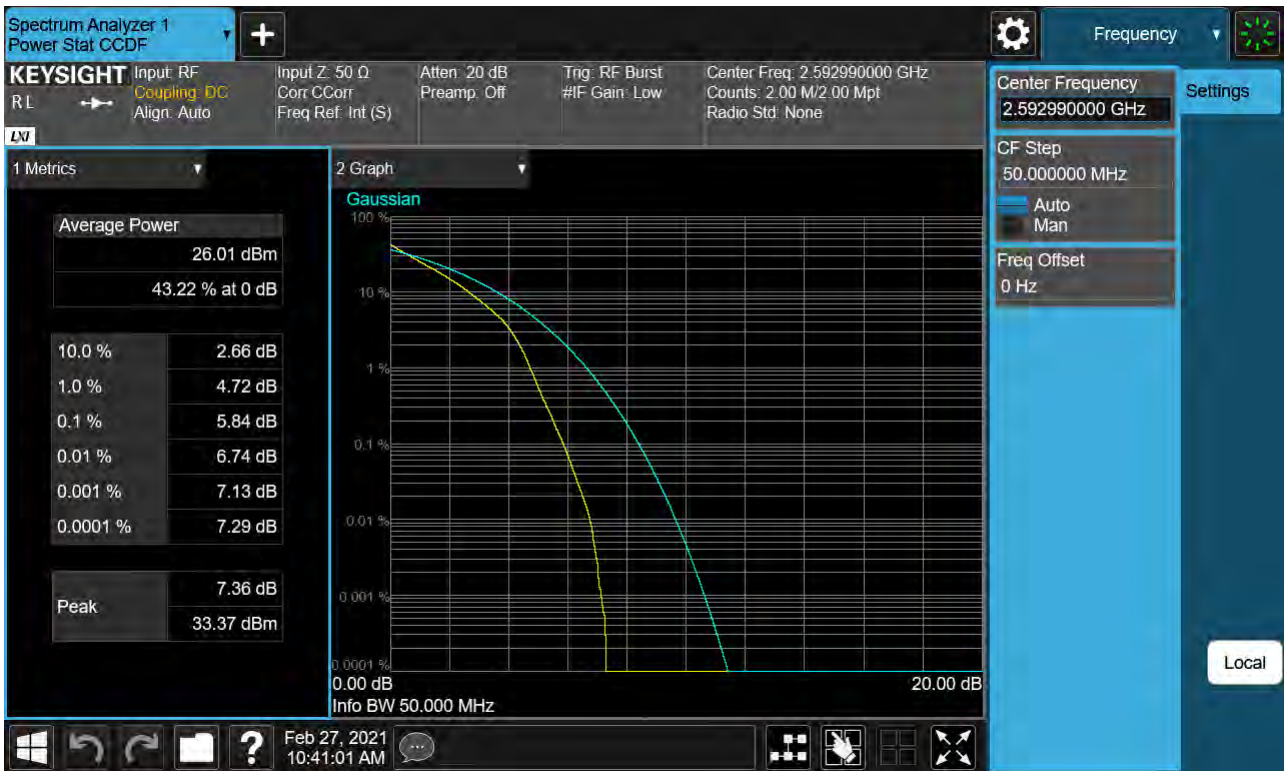 Spectrum Analyzer 1
Power Stat CCDF
Frequency
KEYSIGHT
R L
LXI
Input: RF
Coupling: DC
Align: Auto
Input Z: 50 Ω
Corr CCorr
Freq Ref: Int (S)
Atten: 20 dB
Preamp: Off
Trig: RF Burst
#IF Gain: Low
Center Freq: 2.592990000 GHz
Counts: 2.00 M/2.00 Mpt
Radio Std: None
Center Frequency
2.592990000 GHz
Settings
CF Step
50.000000 MHz
Auto
Man
Freq Offset
0 Hz
1 Metrics
Average Power
26.01 dBm
43.22 % at 0 dB
10.0 % 2.66 dB
1.0 % 4.72 dB
0.1 % 5.84 dB
0.01 % 6.74 dB
0.001 % 7.13 dB
0.0001 % 7.29 dB
Peak
7.36 dB
33.37 dBm
2 Graph
Gaussian
100 %
10 %
1 %
0.1 %
0.01 %
0.001 %
0.0001 %
0.00 dB 20.00 dB
Info BW 50.000 MHz
Local
?
Feb 27, 2021
10:41:01 AM